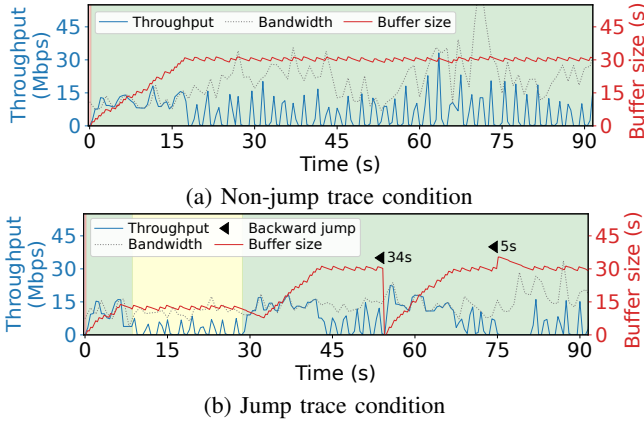 Throughput Bandwidth Buffer size
Throughput
(Mbps)
45
30
15
0
45
30
15
0
Buffer size (s)
0 15 30 45 60 75 90
Time (s)
(a) Non-jump trace condition
Throughput Backward jump
Bandwidth Buffer size
Throughput
(Mbps)
45
30
15
0
34s
5s
45
30
15
0
Buffer size (s)
0 15 30 45 60 75 90
Time (s)
(b) Jump trace condition